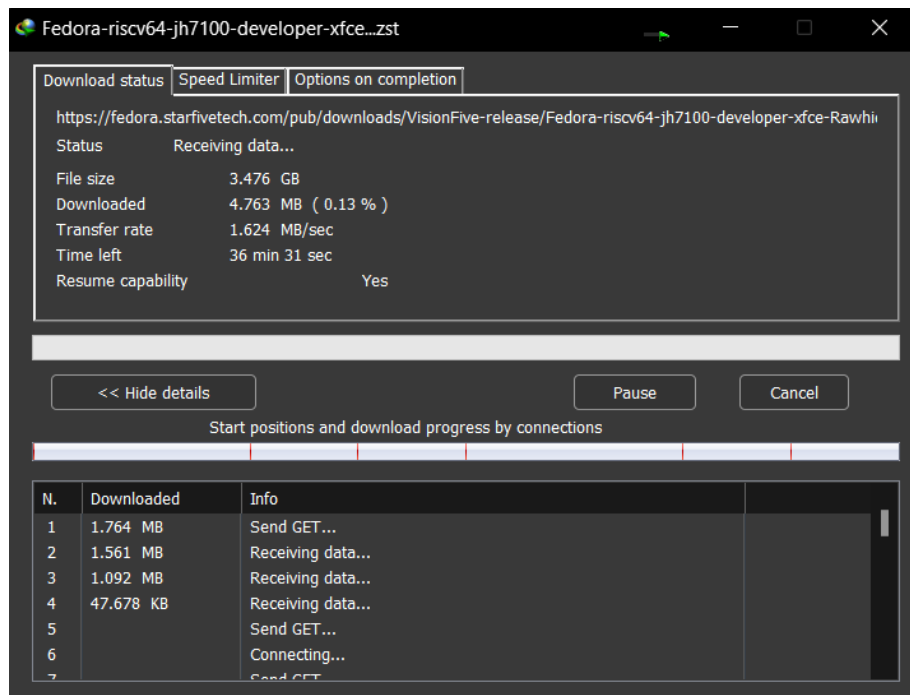 Fedora-riscv64-jh7100-developer-xfce...zst
Download status Speed Limiter Options on completion
https://fedora.starfivetech.com/pub/downloads/VisionFive-release/Fedora-riscv64-jh7100-developer-xfce-Rawhi
Status Receiving data...
File size 3.476 GB
Downloaded 4.763 MB ( 0.13 % )
Transfer rate 1.624 MB/sec
Time left 36 min 31 sec
Resume capability Yes
<< Hide details Pause Cancel
Start positions and download progress by connections
N. Downloaded Info
1 1.764 MB Send GET...
2 1.561 MB Receiving data...
3 1.092 MB Receiving data...
4 47.678 KB Receiving data...
5 Send GET...
6 Connecting...
7 Send GET